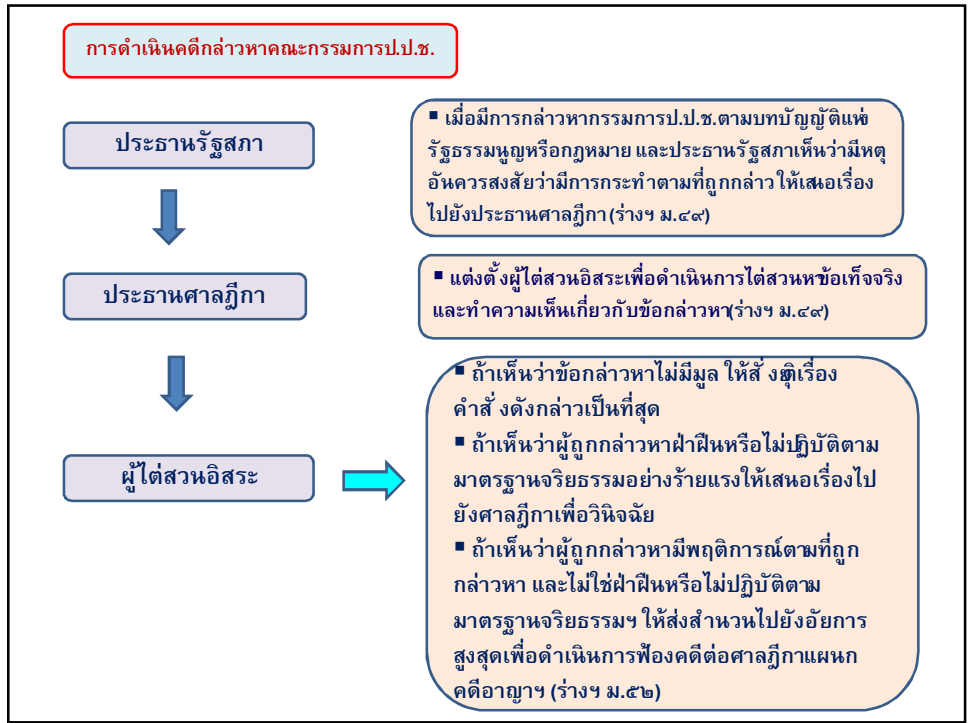 การดำเนินคดีกล่าวหาคณะกรรมการป.ป.ช.
ประธานรัฐสภา
▪ เมื่อมีการกล่าวหากรรมการป.ป.ช.ตามบทบัญญัติแห่ง
รัฐธรรมนูญหรือกฎหมาย และประธานรัฐสภาเห็นว่ามีเหตุ
อันควรสงสัยว่ามีการกระทำตามที่ถูกกล่าว ให้เสนอเรื่อง
ไปยังประธานศาลฎีกา (ร่างฯ ม.๔๙)
ประธานศาลฎีกา
▪ แต่งตั้งผู้ไต่สวนอิสระเพื่อดำเนินการไต่สวนหาข้อเท็จจริง
และทำความเห็นเกี่ยวกับข้อกล่าวหา(ร่างฯ ม.๔๙)
ผู้ไต่สวนอิสระ
▪ ถ้าเห็นว่าข้อกล่าวหาไม่มีมูล ให้สั่งยุติเรื่อง
คำสั่งดังกล่าวเป็นที่สุด
▪ ถ้าเห็นว่าผู้ถูกกล่าวหาฝ่าฝืนหรือไม่ปฏิบัติตาม
มาตรฐานจริยธรรมอย่างร้ายแรงให้เสนอเรื่องไป
ยังศาลฎีกาเพื่อวินิจฉัย
▪ ถ้าเห็นว่าผู้ถูกกล่าวหามีพฤติการณ์ตามที่ถูก
กล่าวหา และไม่ใช่ฝ่าฝืนหรือไม่ปฏิบัติตาม
มาตรฐานจริยธรรมฯ ให้ส่งสำนวนไปยังอัยการ
สูงสุดเพื่อดำเนินการฟ้องคดีต่อศาลฎีกาแผนก
คดีอาญาฯ (ร่างฯ ม.๕๒)